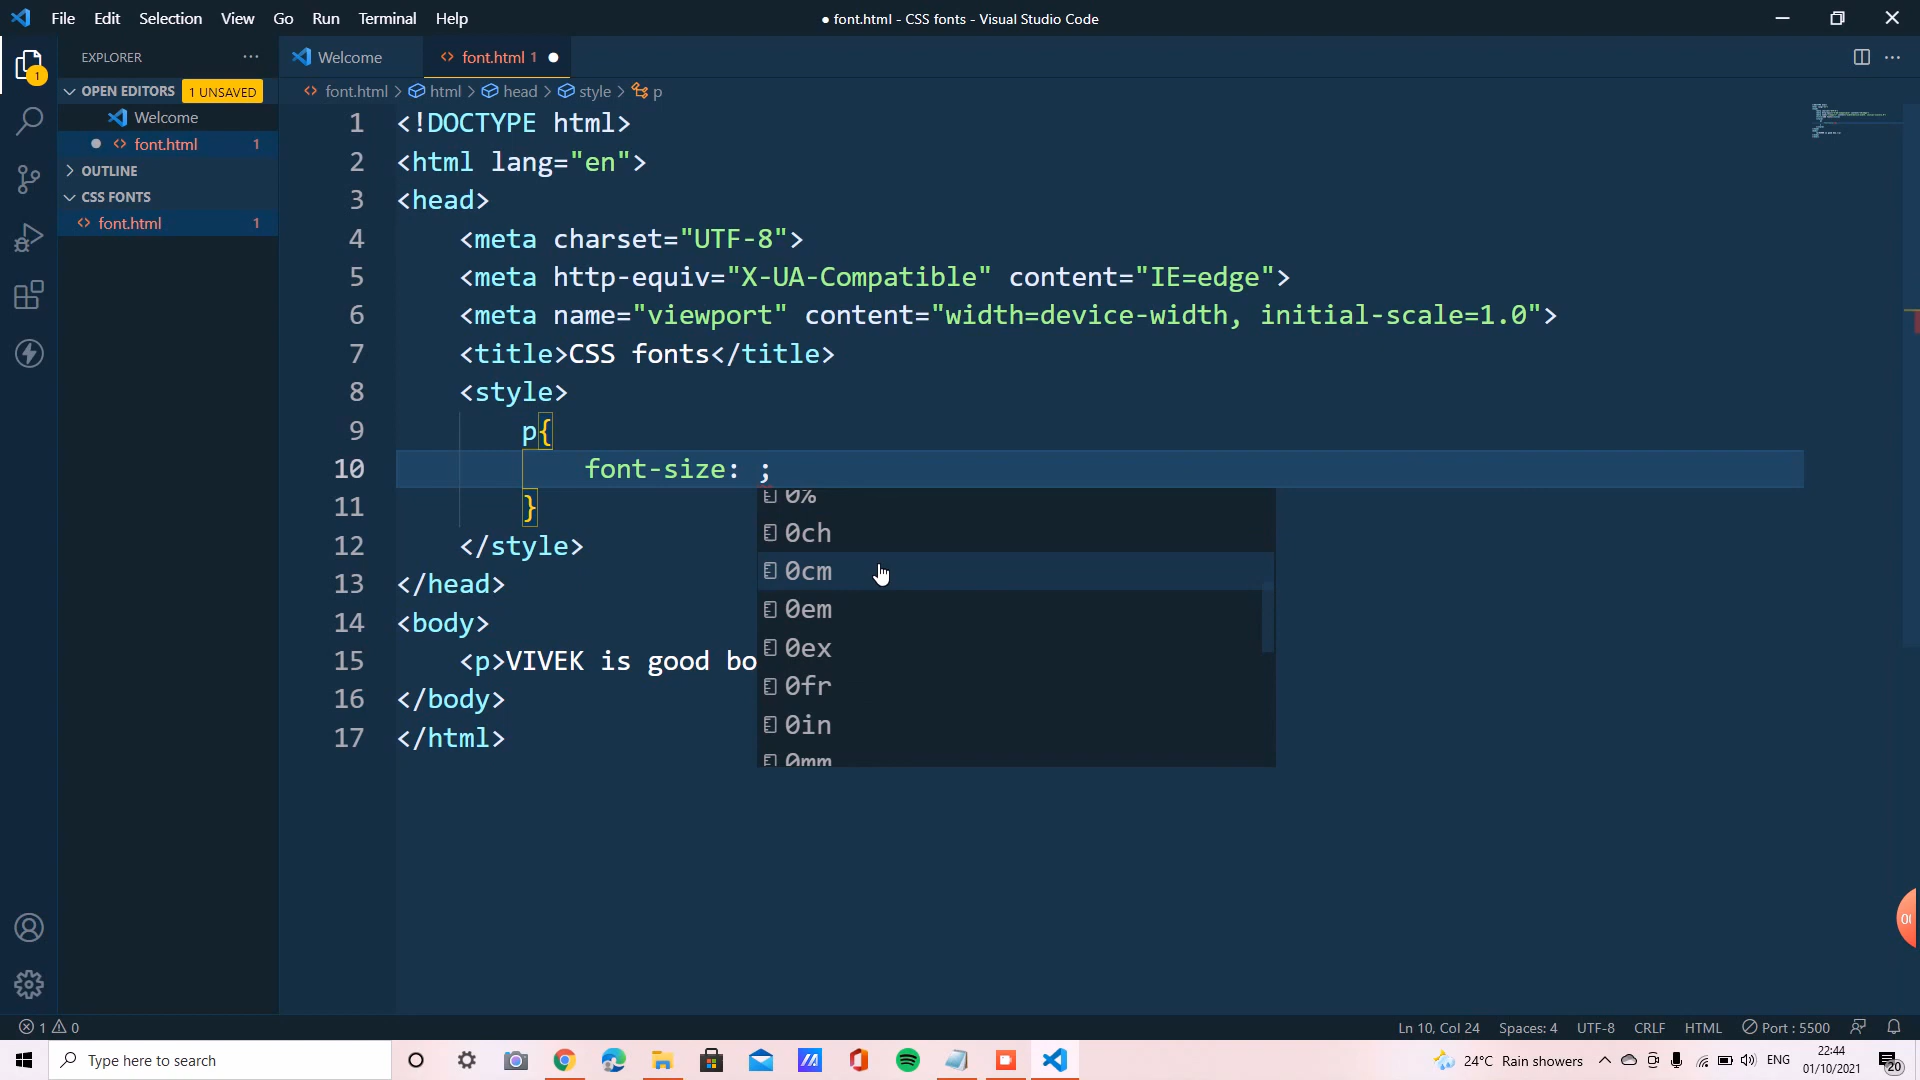 File Edit Selection View Go Run Terminal Help
● font.html - CSS fonts - Visual Studio Code
EXPLORER
Welcome
font.html 1
1
OPEN EDITORS
1 UNSAVED
Welcome
font.html 1
OUTLINE
CSS FONTS
font.html 1
font.html > html > head > style > p
1 <!DOCTYPE html>
2 <html lang="en">
3 <head>
4 <meta charset="UTF-8">
5 <meta http-equiv="X-UA-Compatible" content="IE=edge">
6 <meta name="viewport" content="width=device-width, initial-scale=1.0">
7 <title>CSS fonts</title>
8 <style>
9 p{
10 font-size: ;
11 }
12 </style>
13 </head>
14 <body>
15 <p>VIVEK is good bo
16 </body>
17 </html>
0%
0ch
0cm
0em
0ex
0fr
0in
0mm
1 0
Ln 10, Col 24 Spaces: 4 UTF-8 CRLF HTML Port : 5500
Type here to search
24°C Rain showers
ENG
22:44
01/10/2021
20